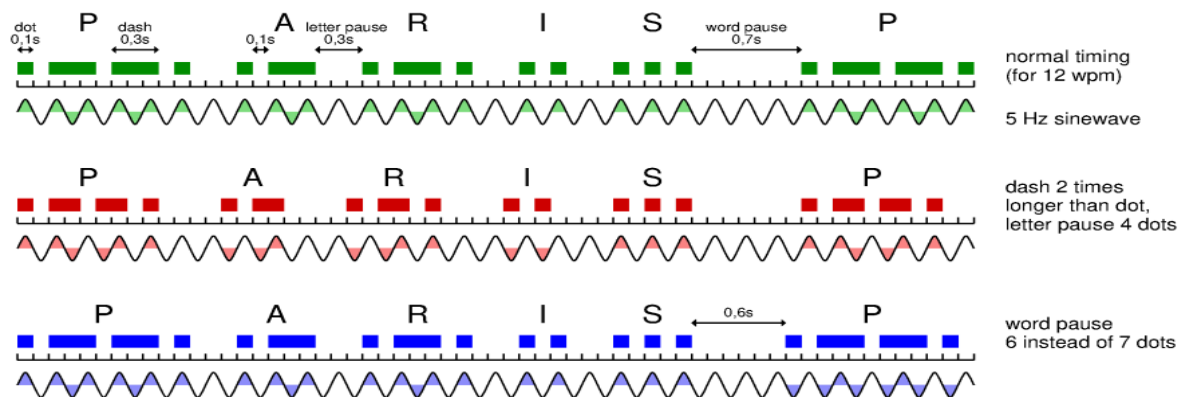 P A R I S P
dot dash letter pause word pause
0,1s 0,3s 0,1s 0,3s 0,7s
normal timing
(for 12 wpm)
5 Hz sinewave
P A R I S P
dash 2 times
longer than dot,
letter pause 4 dots
P A R I S P
0,6s
word pause
6 instead of 7 dots